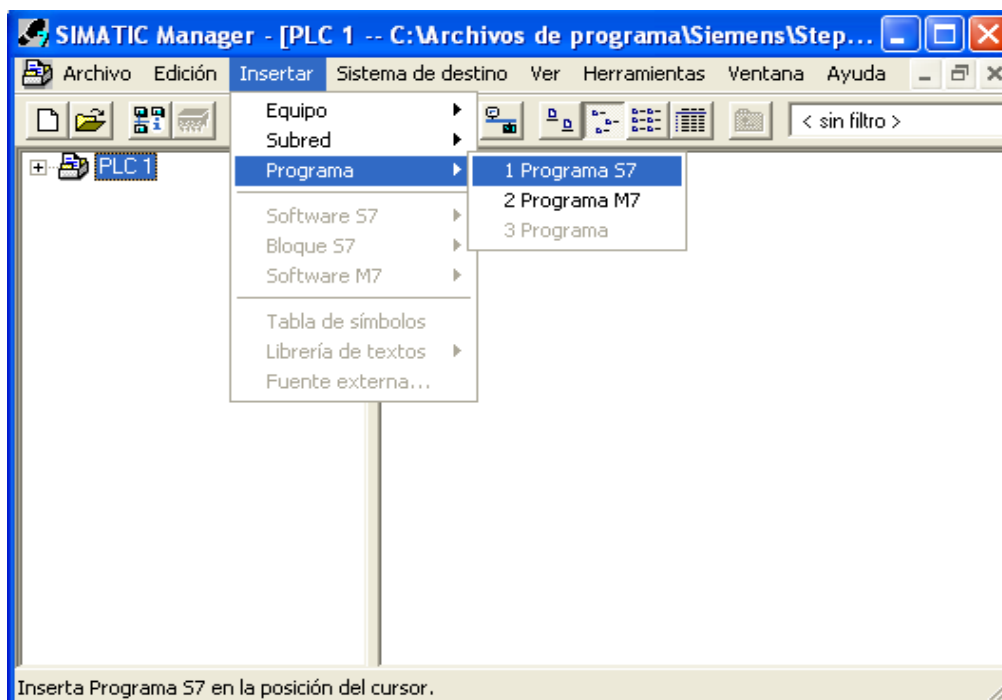 SIMATIC Manager - [PLC 1 -- C:\Archivos de programa\Siemens\Step...
Archivo Edición Insertar Sistema de destino Ver Herramientas Ventana Ayuda
< sin filtro >
PLC 1
Equipo
Subred
Programa
Software S7
Bloque S7
Software M7
Tabla de símbolos
Librería de textos
Fuente externa...
1 Programa S7
2 Programa M7
3 Programa
Inserta Programa S7 en la posición del cursor.